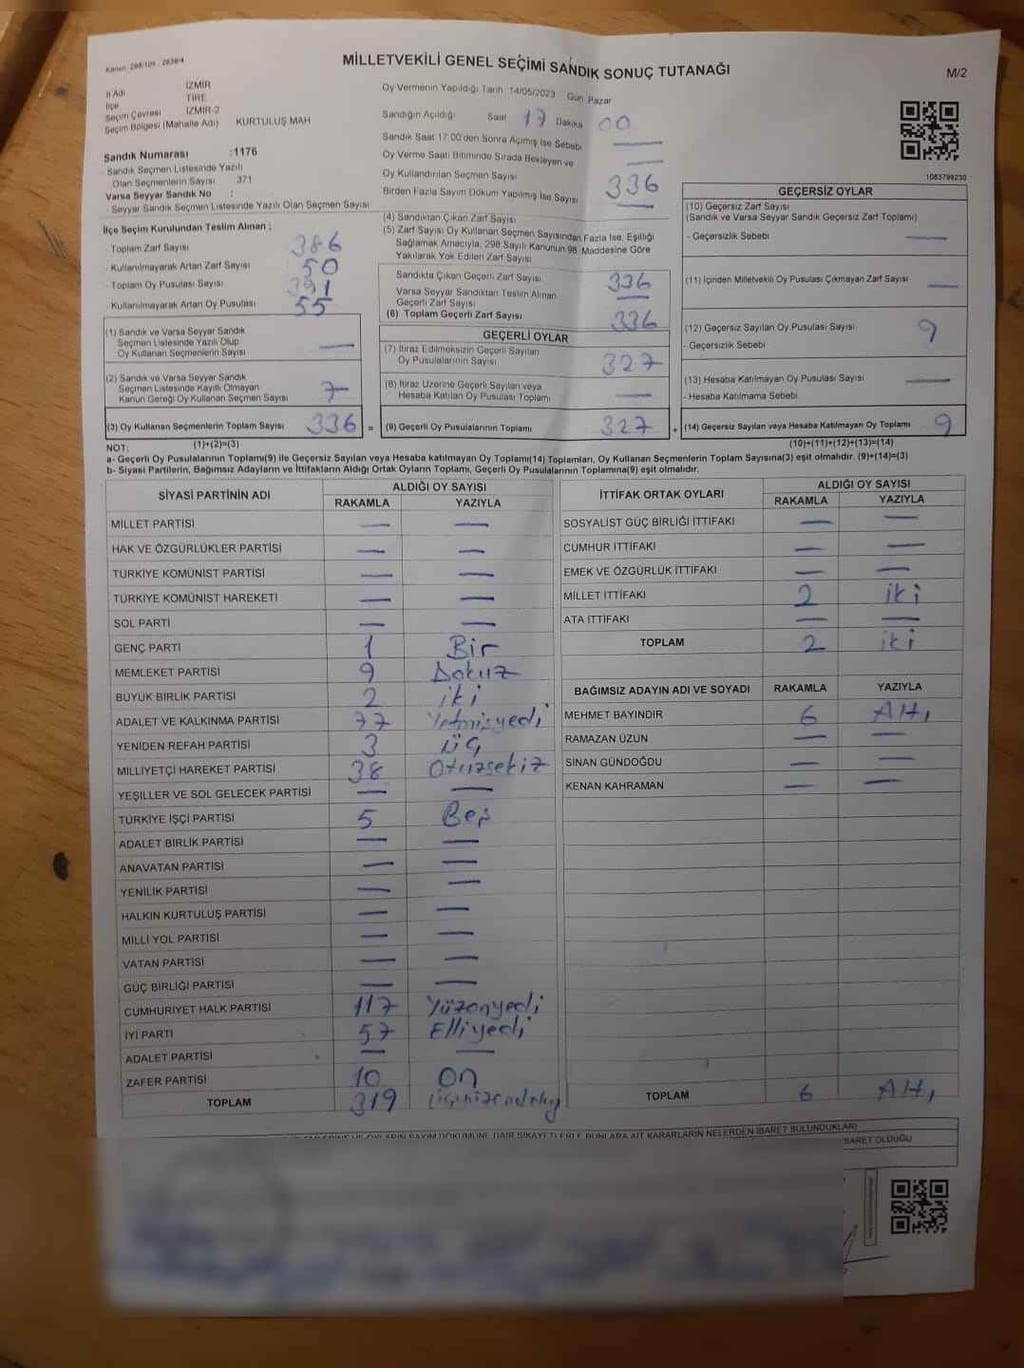 Kanun: 298/105 - 2839/4
MİLLETVEKİLİ GENEL SEÇİMİ SANDIK SONUÇ TUTANAĞI
M/2
İl Adı İZMİR
İlçe TİRE
Seçim Çevresi İZMİR-2
Seçim Bölgesi (Mahalle Adı) KURTULUŞ MAH
Sandık Numarası :1176
Sandık Seçmen Listesinde Yazılı
Olan Seçmenlerin Sayısı 371
Varsa Seyyar Sandık No :
Seyyar Sandık Seçmen Listesinde Yazılı Olan Seçmen Sayısı
Oy Vermenin Yapıldığı Tarih :14/05/2023 Gün Pazar
Sandığın Açıldığı Saat 17 Dakika 00
Sandık Saat 17:00'den Sonra Açılmış İse Sebebi —
Oy Verme Saati Bitiminde Sırada Bekleyen ve —
Oy Kullandırılan Seçmen Sayısı 336
Birden Fazla Sayım Döküm Yapılmış İse Sayısı —
1083799230
İlçe Seçim Kurulundan Teslim Alınan ;
Toplam Zarf Sayısı 386
Kullanılmayarak Artan Zarf Sayısı 50
Toplam Oy Pusulası Sayısı 391
Kullanılmayarak Artan Oy Pusulası 55
(1) Sandık ve Varsa Seyyar Sandık
Seçmen Listesinde Yazılı Olup
Oy Kullanan Seçmenlerin Sayısı —
(2) Sandık ve Varsa Seyyar Sandık
Seçmen Listesinde Kayıtlı Olmayan
Kanun Gereği Oy Kullanan Seçmen Sayısı 7
(3) Oy Kullanan Seçmenlerin Toplam Sayısı 336 =
(4) Sandıktan Çıkan Zarf Sayısı
(5) Zarf Sayısı Oy Kullanan Seçmen Sayısından Fazla İse, Eşitliği
Sağlamak Amacıyla, 298 Sayılı Kanunun 98. Maddesine Göre
Yakılarak Yok Edilen Zarf Sayısı
Sandıkta Çıkan Geçerli Zarf Sayısı 336
Varsa Seyyar Sandıktan Teslim Alınan
Geçerli Zarf Sayısı —
(6) Toplam Geçerli Zarf Sayısı 336
GEÇERLİ OYLAR
(7) İtiraz Edilmeksizin Geçerli Sayılan
Oy Pusulalarının Sayısı 327
(8) İtiraz Üzerine Geçerli Sayılan veya
Hesaba Katılan Oy Pusulası Toplamı —
(9) Geçerli Oy Pusulalarının Toplamı 327 +
GEÇERSİZ OYLAR
(10) Geçersiz Zarf Sayısı
(Sandık ve Varsa Seyyar Sandık Geçersiz Zarf Toplamı)
- Geçersizlik Sebebi —
(11) İçinden Milletvekili Oy Pusulası Çıkmayan Zarf Sayısı —
(12) Geçersiz Sayılan Oy Pusulası Sayısı 9
- Geçersizlik Sebebi
(13) Hesaba Katılmayan Oy Pusulası Sayısı —
- Hesaba Katılmama Sebebi
(14) Geçersiz Sayılan veya Hesaba Katılmayan Oy Toplamı 9
NOT: (1)+(2)=(3) (10)+(11)+(12)+(13)=(14)
a- Geçerli Oy Pusulalarının Toplamı(9) ile Geçersiz Sayılan veya Hesaba katılmayan Oy Toplamı(14) Toplamları, Oy Kullanan Seçmenlerin Toplam Sayısına(3) eşit olmalıdır. (9)+(14)=(3)
b- Siyasi Partilerin, Bağımsız Adayların ve İttifakların Aldığı Ortak Oyların Toplamı, Geçerli Oy Pusulalarının Toplamına(9) eşit olmalıdır.
SİYASİ PARTİNİN ADI ALDIĞI OY SAYISI
RAKAMLA YAZIYLA
MİLLET PARTİSİ — —
HAK VE ÖZGÜRLÜKLER PARTİSİ — —
TÜRKİYE KOMÜNİST PARTİSİ — —
TÜRKİYE KOMÜNİST HAREKETİ — —
SOL PARTİ — —
GENÇ PARTİ 1 Bir
MEMLEKET PARTİSİ 9 Dokuz
BÜYÜK BİRLİK PARTİSİ 2 iki
ADALET VE KALKINMA PARTİSİ 77 Yetmişyedi
YENİDEN REFAH PARTİSİ 3 üç
MİLLİYETÇİ HAREKET PARTİSİ 38 Otuzsekiz
YEŞİLLER VE SOL GELECEK PARTİSİ — —
TÜRKİYE İŞÇİ PARTİSİ 5 Beş
ADALET BİRLİK PARTİSİ — —
ANAVATAN PARTİSİ — —
YENİLİK PARTİSİ — —
HALKIN KURTULUŞ PARTİSİ — —
MİLLİ YOL PARTİSİ — —
VATAN PARTİSİ — —
GÜÇ BİRLİĞİ PARTİSİ — —
CUMHURİYET HALK PARTİSİ 117 Yüzonyedi
İYİ PARTİ 57 Elliyedi
ADALET PARTİSİ — —
ZAFER PARTİSİ 10 On
TOPLAM 319
İTTİFAK ORTAK OYLARI ALDIĞI OY SAYISI
RAKAMLA YAZIYLA
SOSYALİST GÜÇ BİRLİĞİ İTTİFAKI — —
CUMHUR İTTİFAKI — —
EMEK VE ÖZGÜRLÜK İTTİFAKI — —
MİLLET İTTİFAKI 2 iki
ATA İTTİFAKI — —
TOPLAM 2 iki
BAĞIMSIZ ADAYIN ADI VE SOYADI RAKAMLA YAZIYLA
MEHMET BAYINDIR 6 Altı
RAMAZAN UZUN — —
SİNAN GÜNDOĞDU — —
KENAN KAHRAMAN — —
TOPLAM 6 Altı
SAYIM DÖKÜMÜNE DAİR ŞİKAYETLERLE BUNLARA AİT KARARLARIN NELERDEN İBARET BULUNDUKLARI
İBARET OLDUĞU